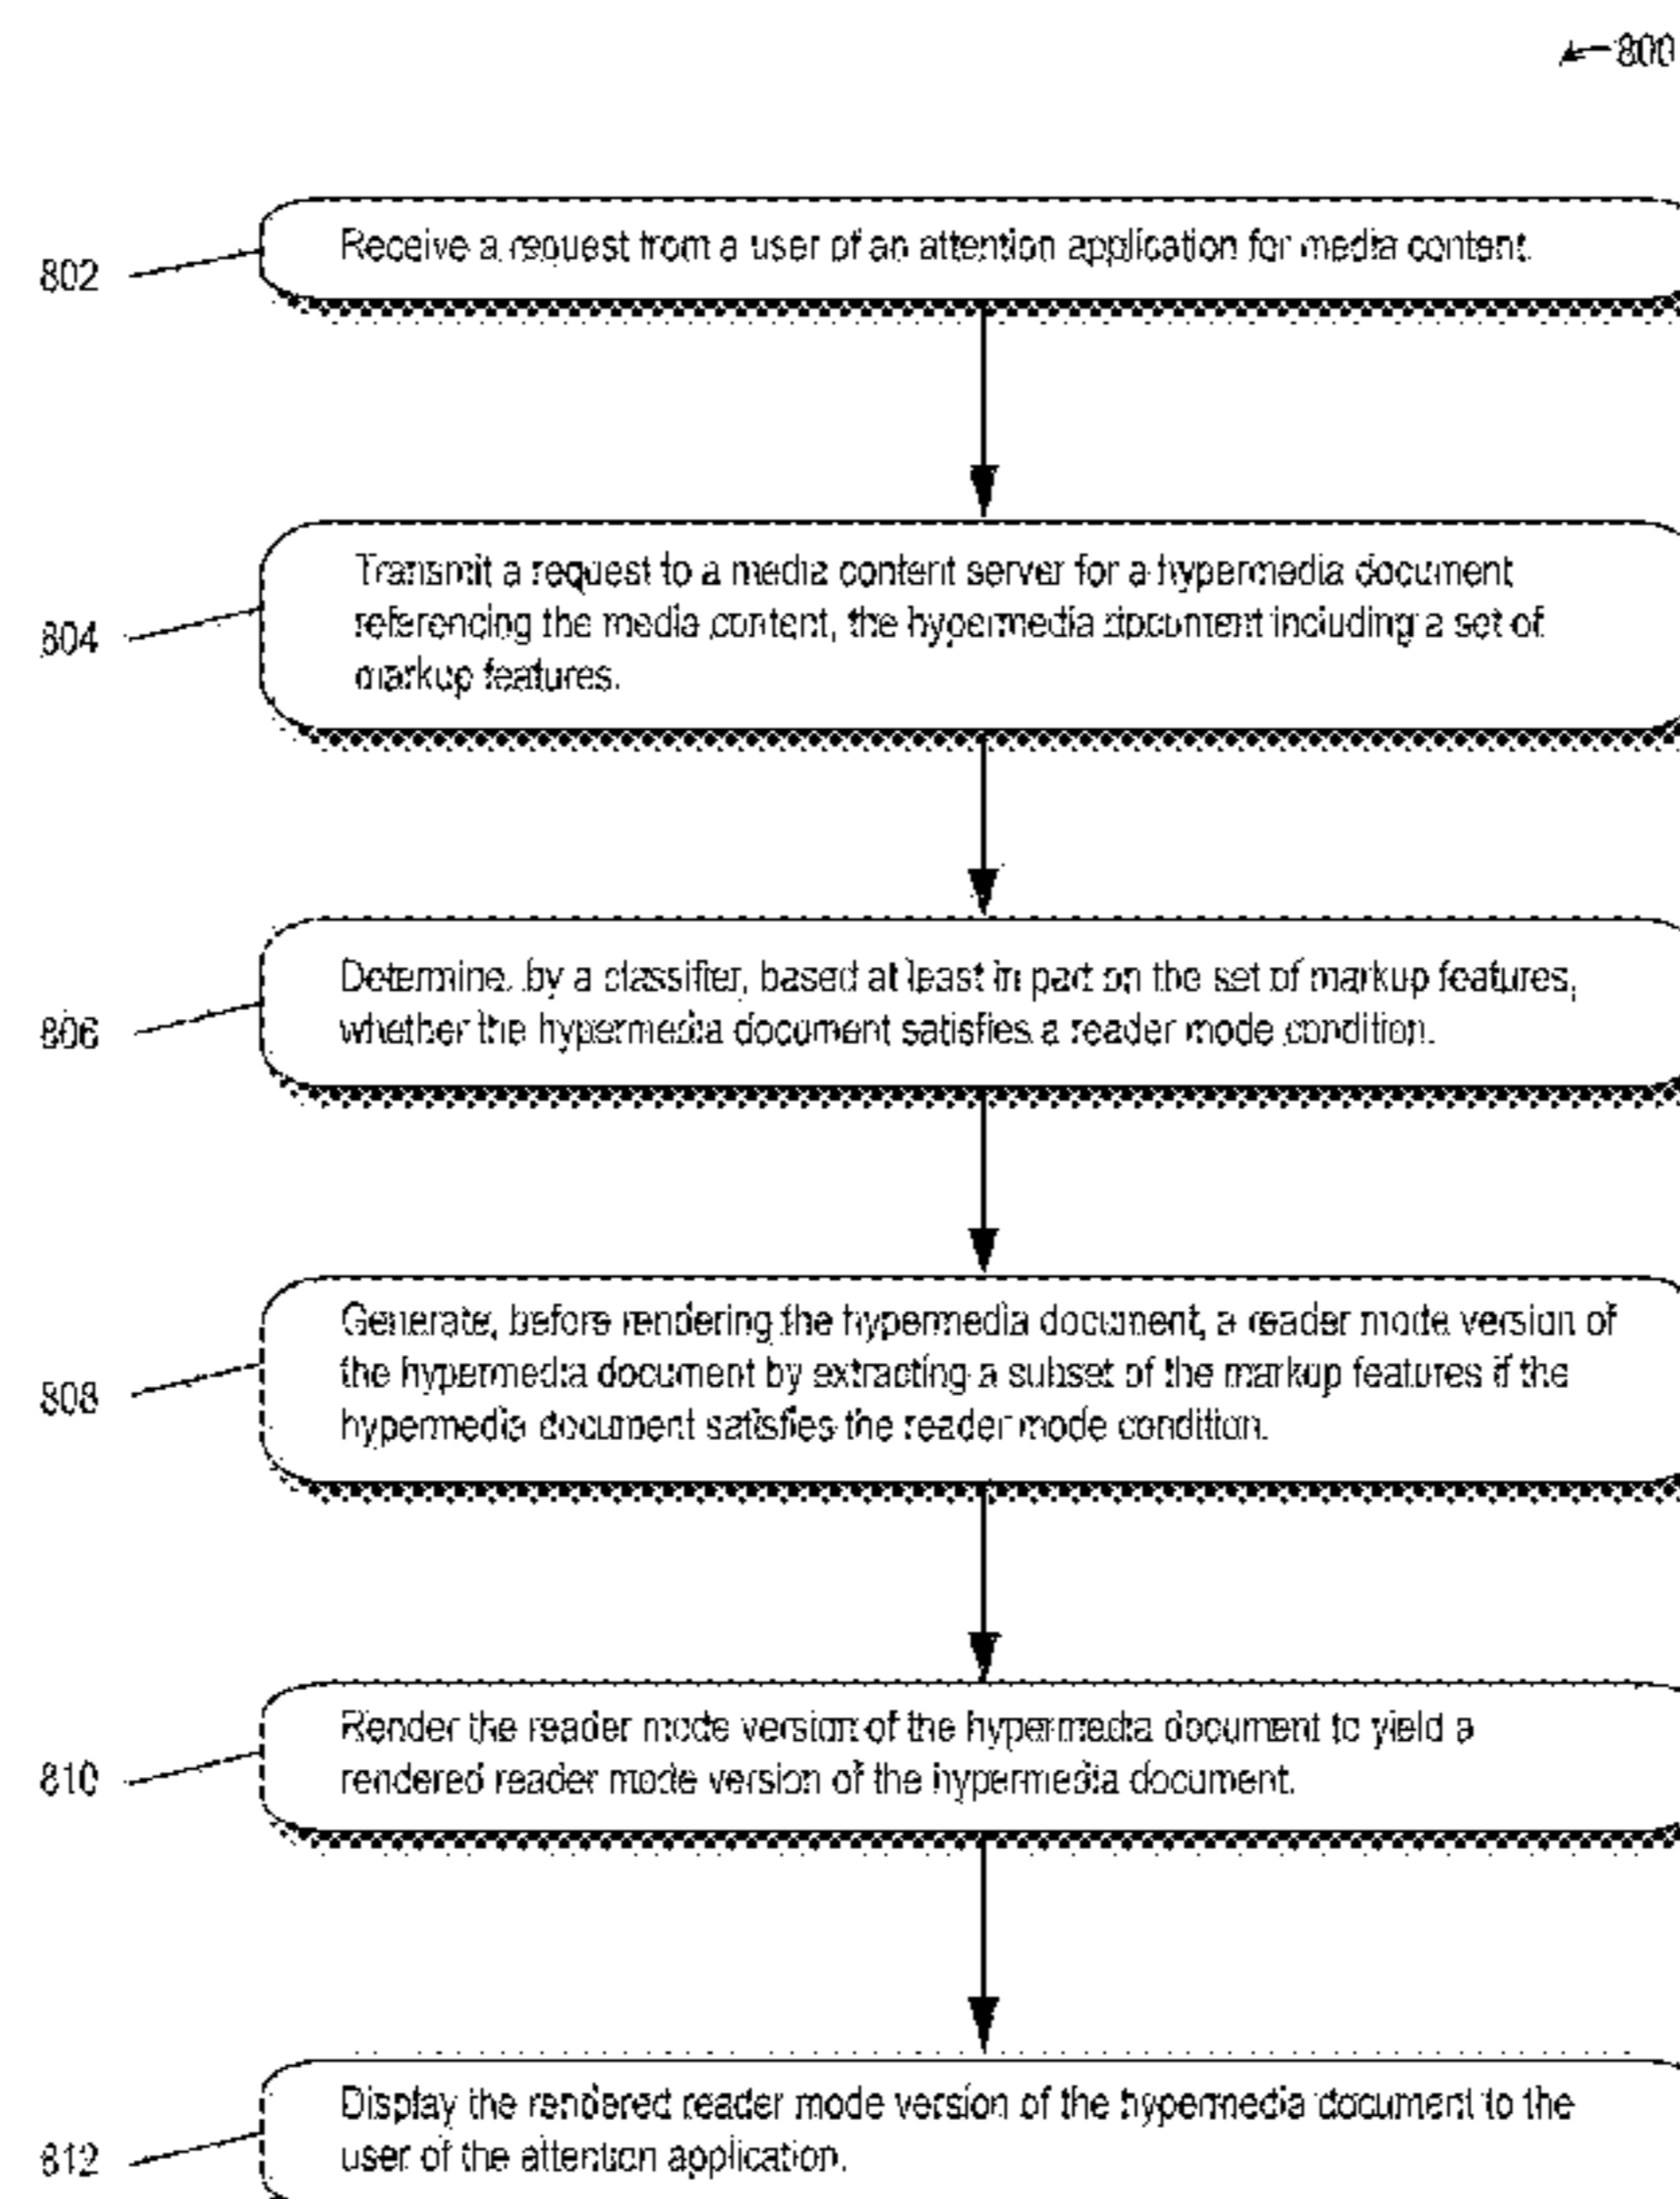 800
802
Receive a request from a user of an attention application for media content.
804
Transmit a request to a media content server for a hypermedia document
referencing the media content, the hypermedia document including a set of
markup features.
806
Determine, by a classifier, based at least in part on the set of markup features,
whether the hypermedia document satisfies a reader mode condition.
808
Generate, before rendering the hypermedia document, a reader mode version of
the hypermedia document by extracting a subset of the markup features if the
hypermedia document satisfies the reader mode condition.
810
Render the reader mode version of the hypermedia document to yield a
rendered reader mode version of the hypermedia document.
812
Display the rendered reader mode version of the hypermedia document to the
user of the attention application.